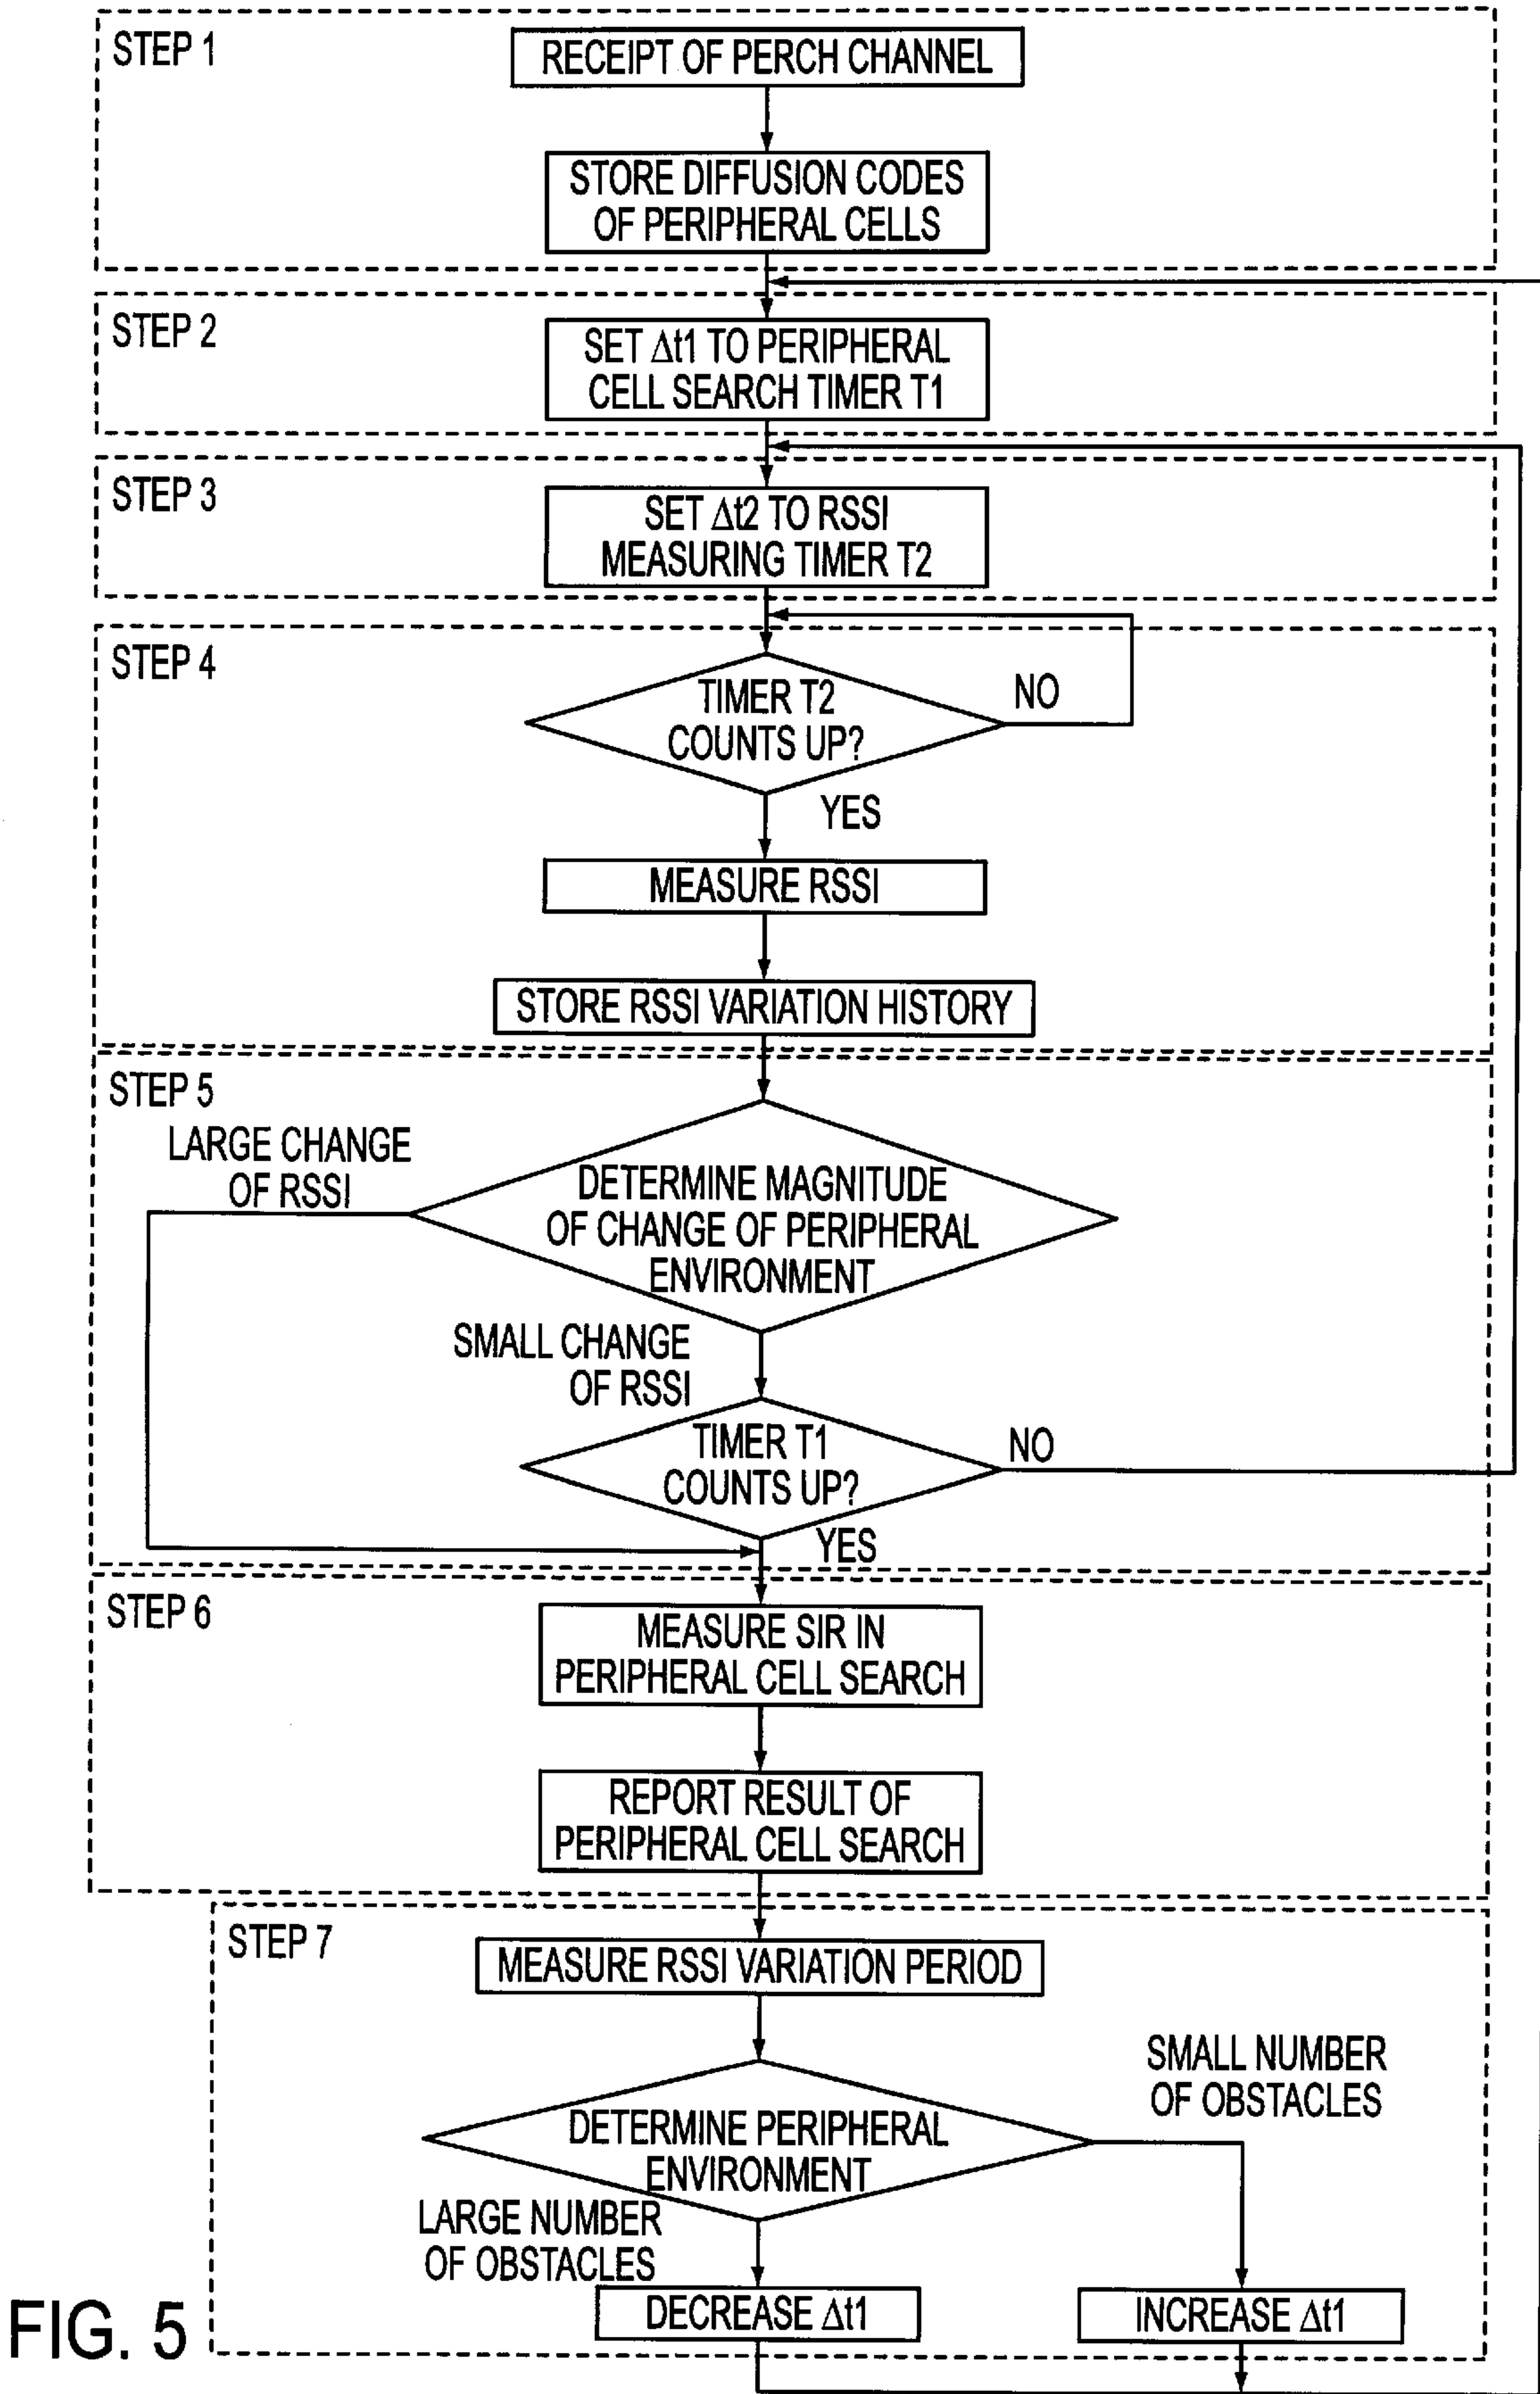 STEP 1
RECEIPT OF PERCH CHANNEL
STORE DIFFUSION CODES
OF PERIPHERAL CELLS
STEP 2
SET Δt1 TO PERIPHERAL
CELL SEARCH TIMER T1
STEP 3
SET Δt2 TO RSSI
MEASURING TIMER T2
STEP 4
TIMER T2
COUNTS UP?
NO
YES
MEASURE RSSI
STORE RSSI VARIATION HISTORY
STEP 5
LARGE CHANGE
OF RSSI
DETERMINE MAGNITUDE
OF CHANGE OF PERIPHERAL
ENVIRONMENT
SMALL CHANGE
OF RSSI
TIMER T1
COUNTS UP?
NO
YES
STEP 6
MEASURE SIR IN
PERIPHERAL CELL SEARCH
REPORT RESULT OF
PERIPHERAL CELL SEARCH
STEP 7
MEASURE RSSI VARIATION PERIOD
SMALL NUMBER
OF OBSTACLES
DETERMINE PERIPHERAL
ENVIRONMENT
LARGE NUMBER
OF OBSTACLES
DECREASE Δt1
INCREASE Δt1
FIG. 5